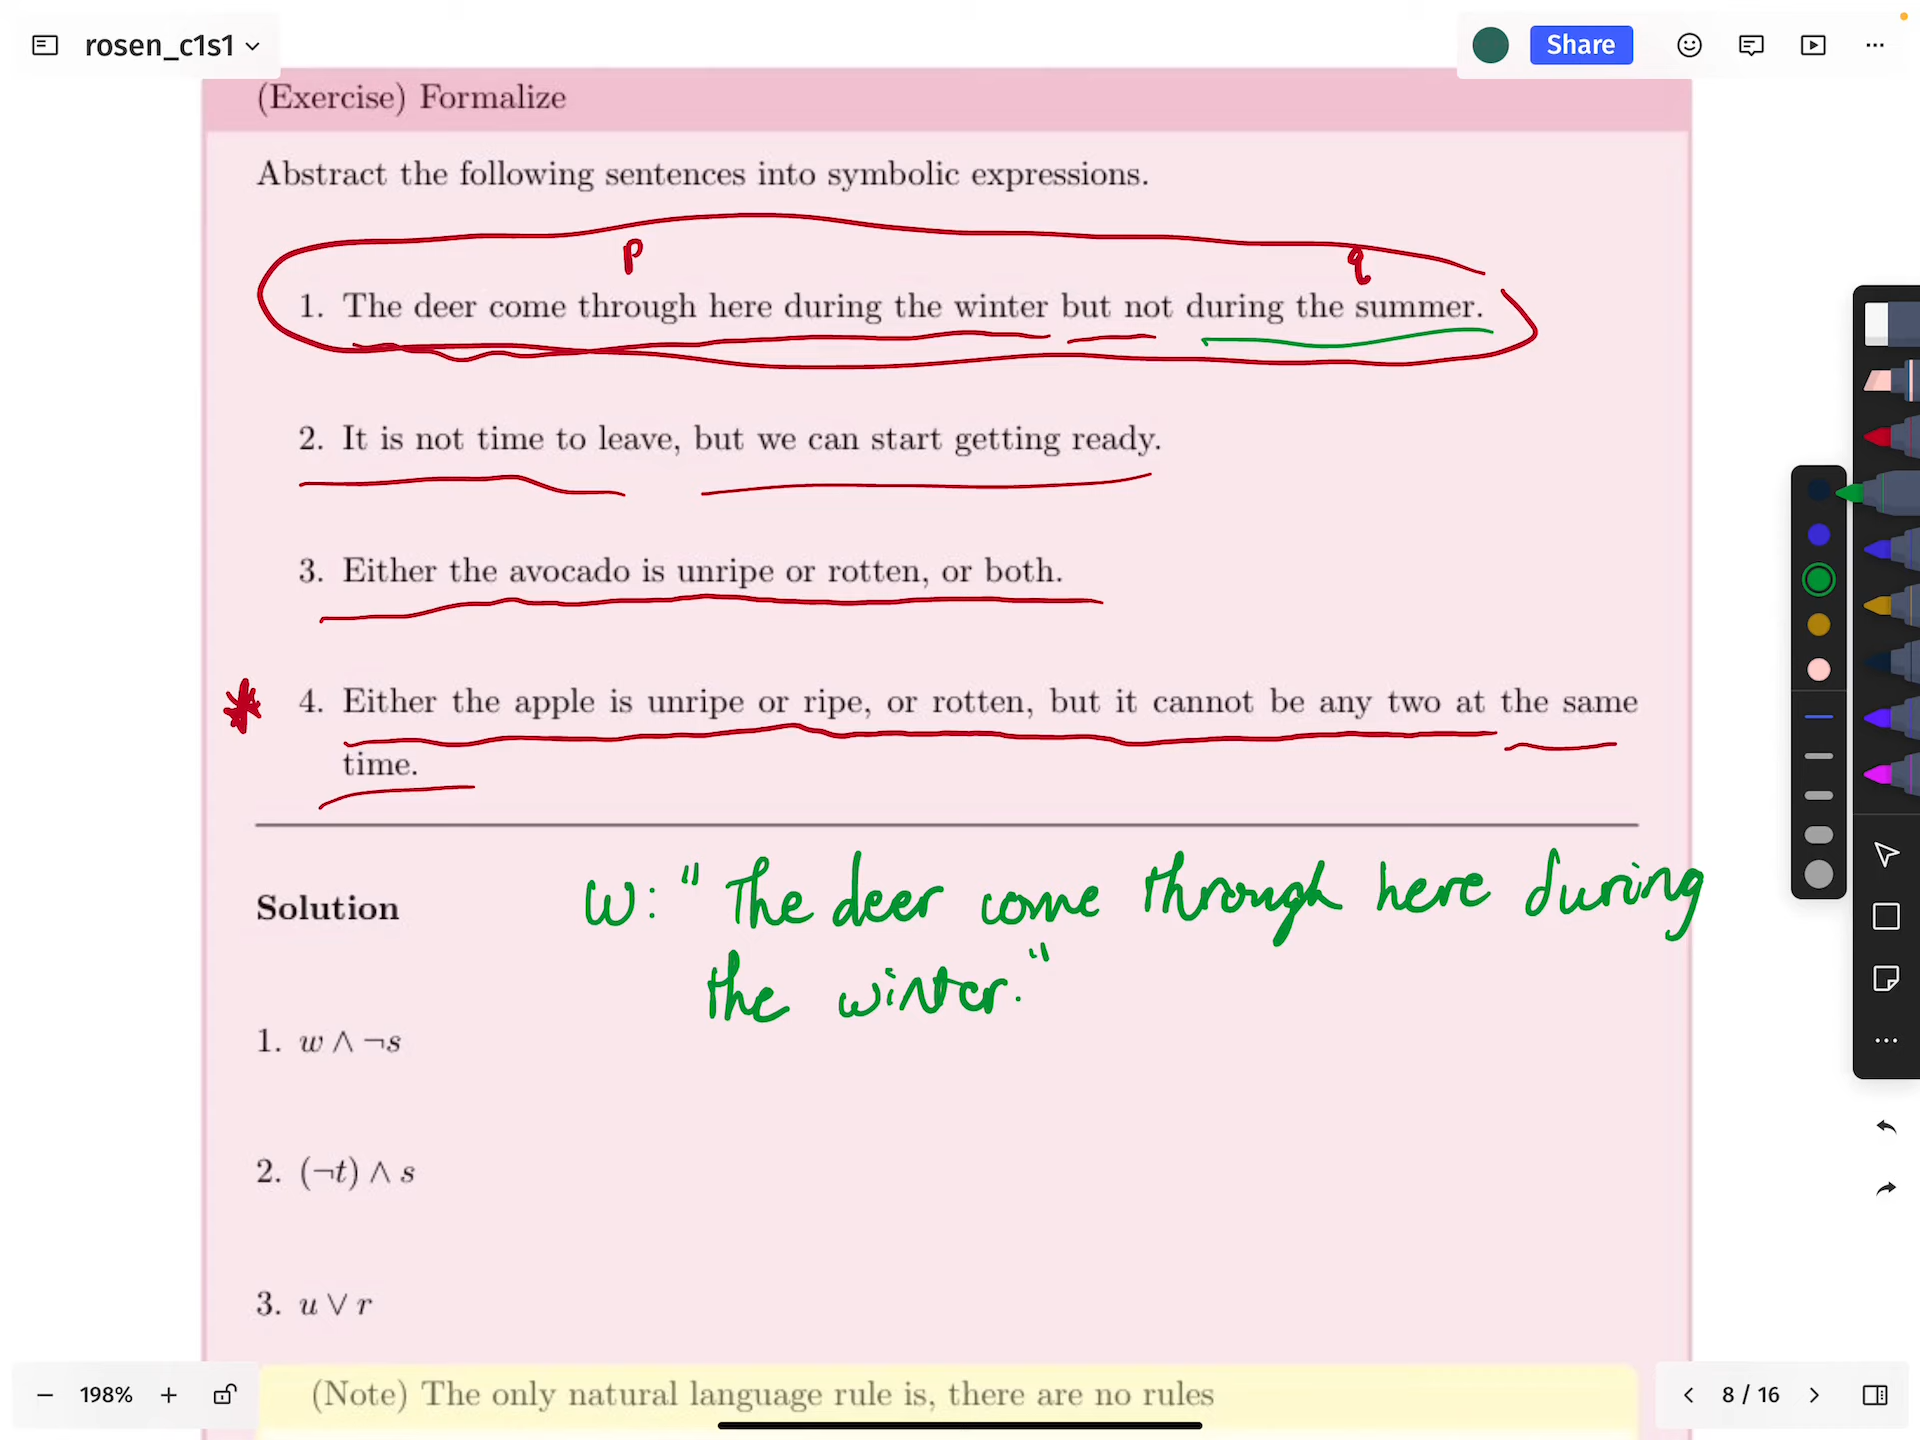 rosen_c1s1
Share
(Exercise) Formalize
Abstract the following sentences into symbolic expressions.
p q
1. The deer come through here during the winter but not during the summer.
2. It is not time to leave, but we can start getting ready.
3. Either the avocado is unripe or rotten, or both.
* 4. Either the apple is unripe or ripe, or rotten, but it cannot be any two at the same
time.
Solution
w: "The deer come through here during
the winter."
1. w ∧ ¬s
2. (¬t) ∧ s
3. u ∨ r
(Note) The only natural language rule is, there are no rules
198%
8 / 16